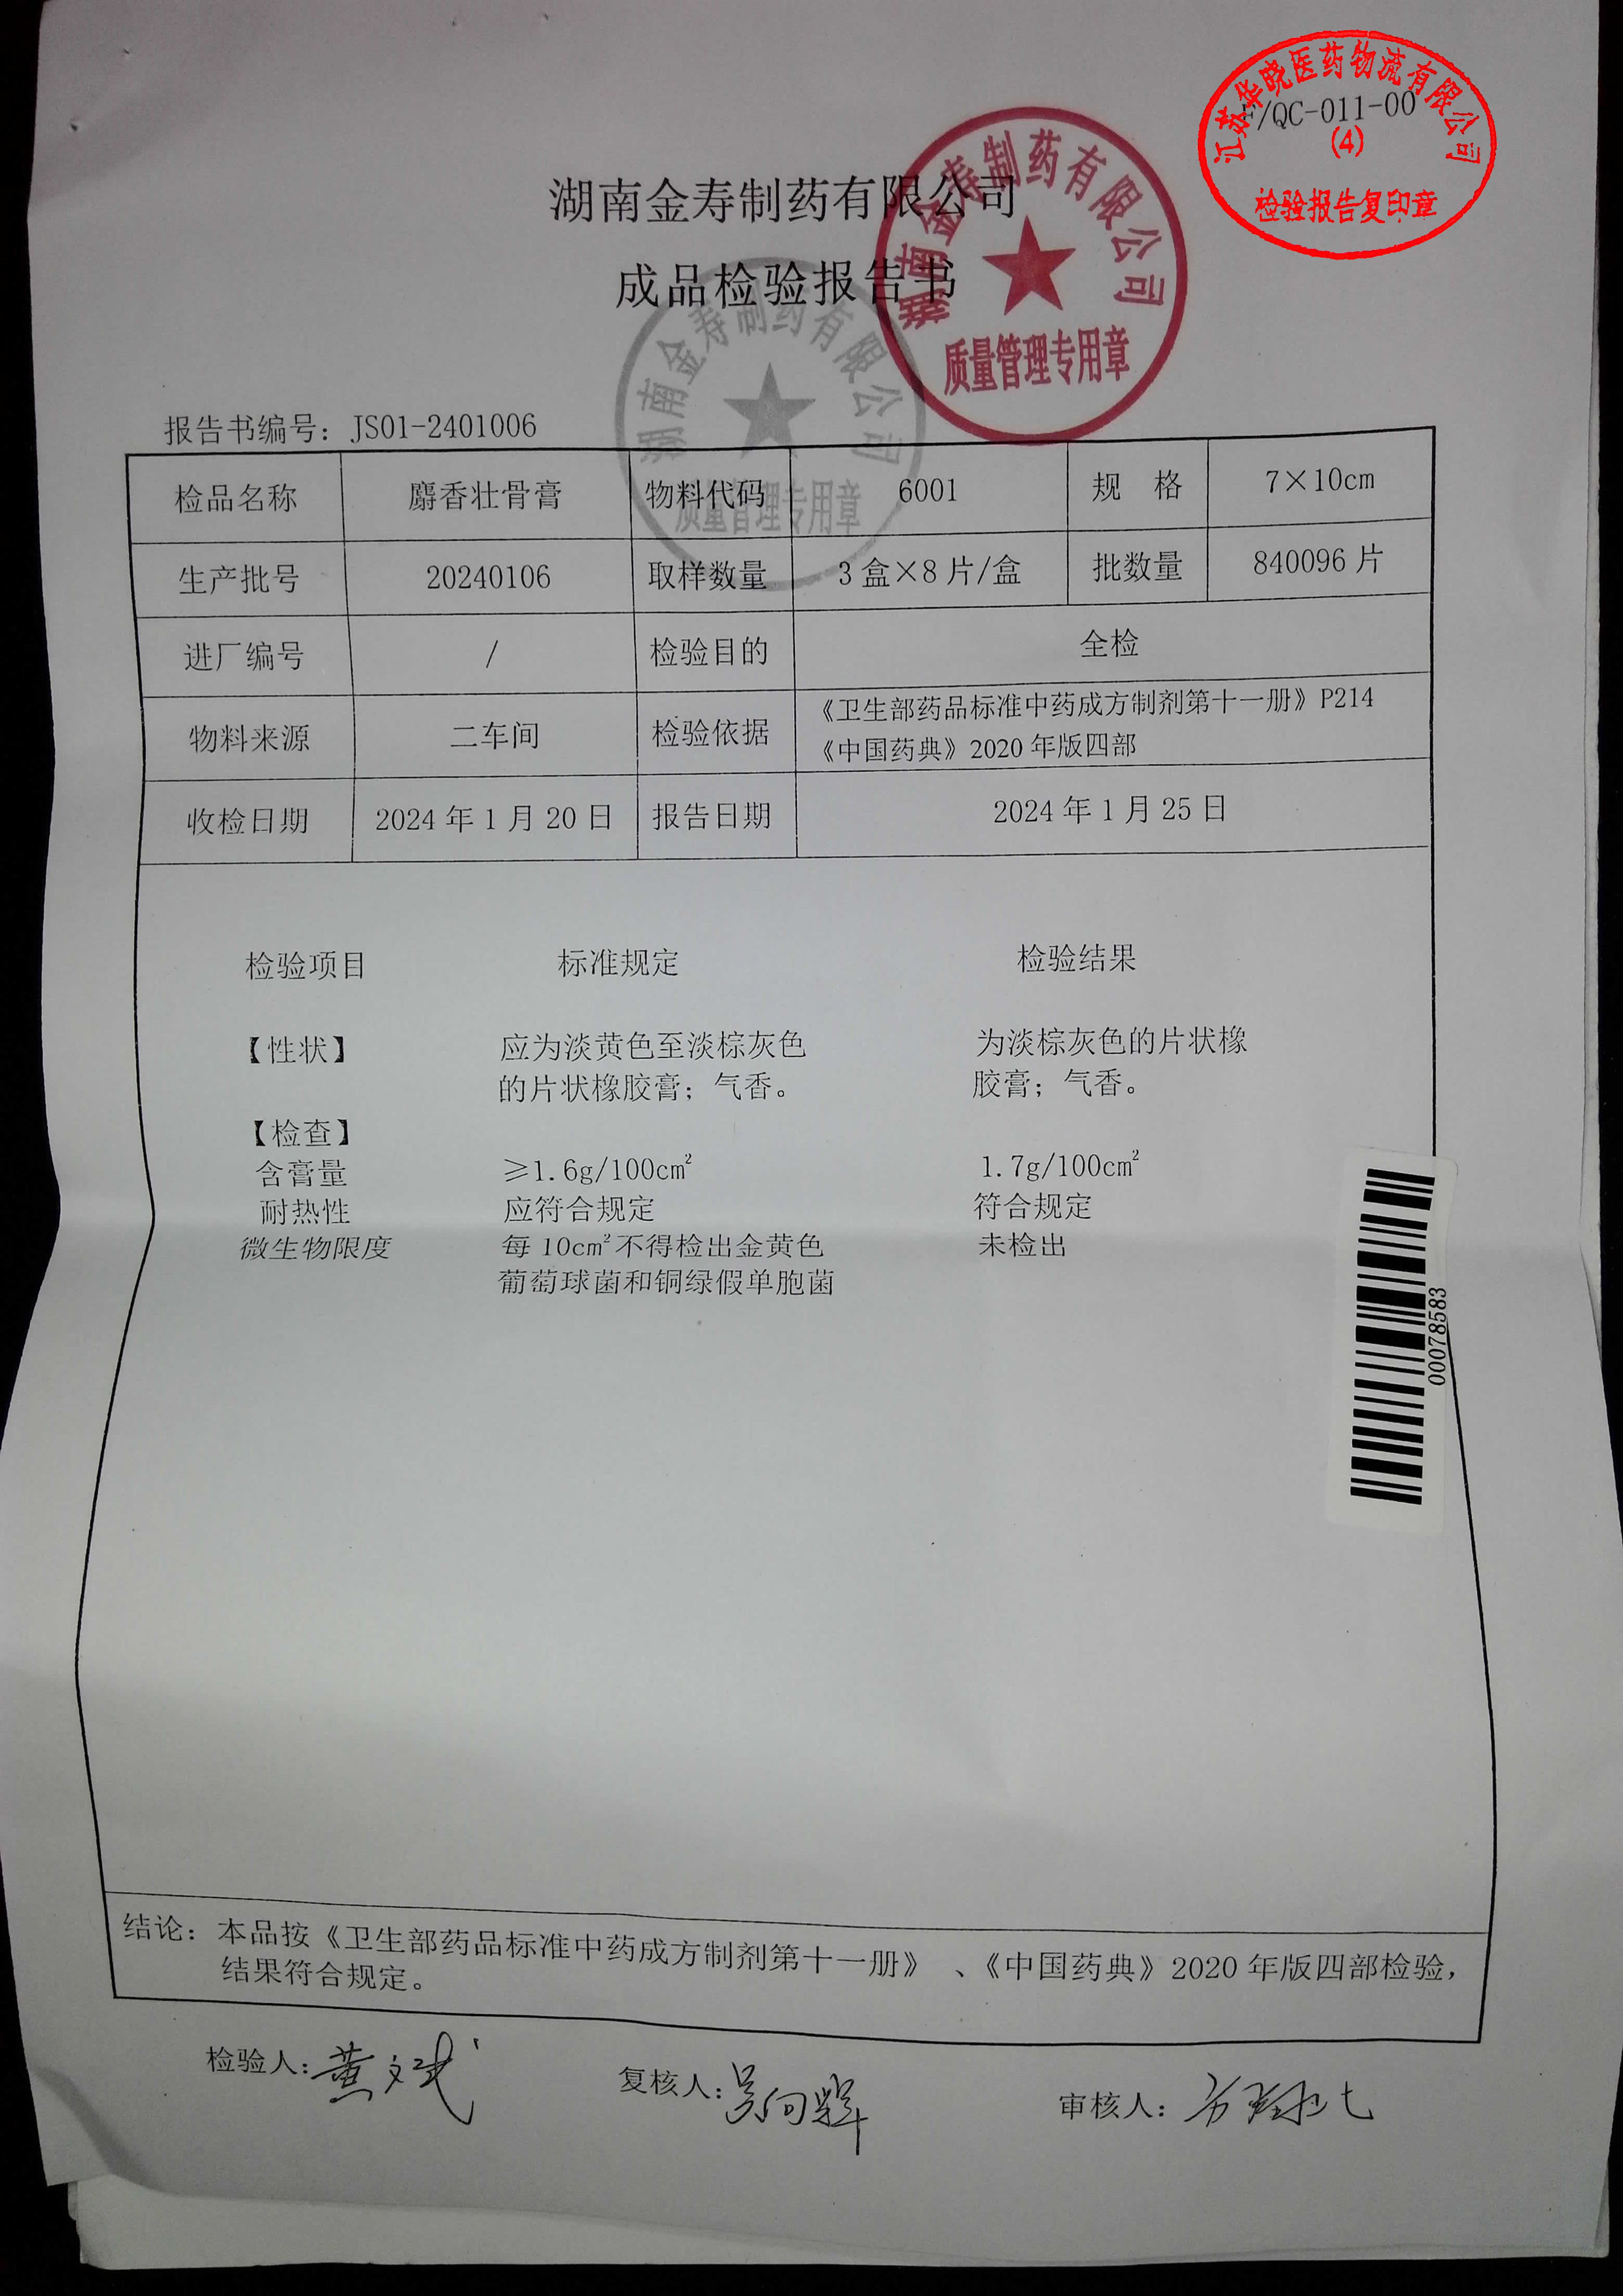 江苏华晓医药物流有限公司
/QC-011-00
(4)
检验报告复印章
湖南金寿制药有限公司
成品检验报告书
湖南金寿制药有限公司
质量管理专用章
湖南金寿制药有限公司
质量管理专用章
报告书编号: JS01-2401006
检品名称 麝香壮骨膏 物料代码 6001 规 格 7×10cm
生产批号 20240106 取样数量 3盒×8片/盒 批数量 840096片
进厂编号 / 检验目的 全检
物料来源 二车间 检验依据 《卫生部药品标准中药成方制剂第十一册》P214
《中国药典》2020年版四部
收检日期 2024年1月20日 报告日期 2024年1月25日
检验项目 标准规定 检验结果
【性状】 应为淡黄色至淡棕灰色 为淡棕灰色的片状橡
的片状橡胶膏；气香。 胶膏；气香。
【检查】
含膏量 ≥1.6g/100cm² 1.7g/100cm²
耐热性 应符合规定 符合规定
微生物限度 每10cm²不得检出金黄色 未检出
葡萄球菌和铜绿假单胞菌
00078583
结论：本品按《卫生部药品标准中药成方制剂第十一册》、《中国药典》2020年版四部检验，
结果符合规定。
检验人: 黄文武 复核人: 吴向辉 审核人: